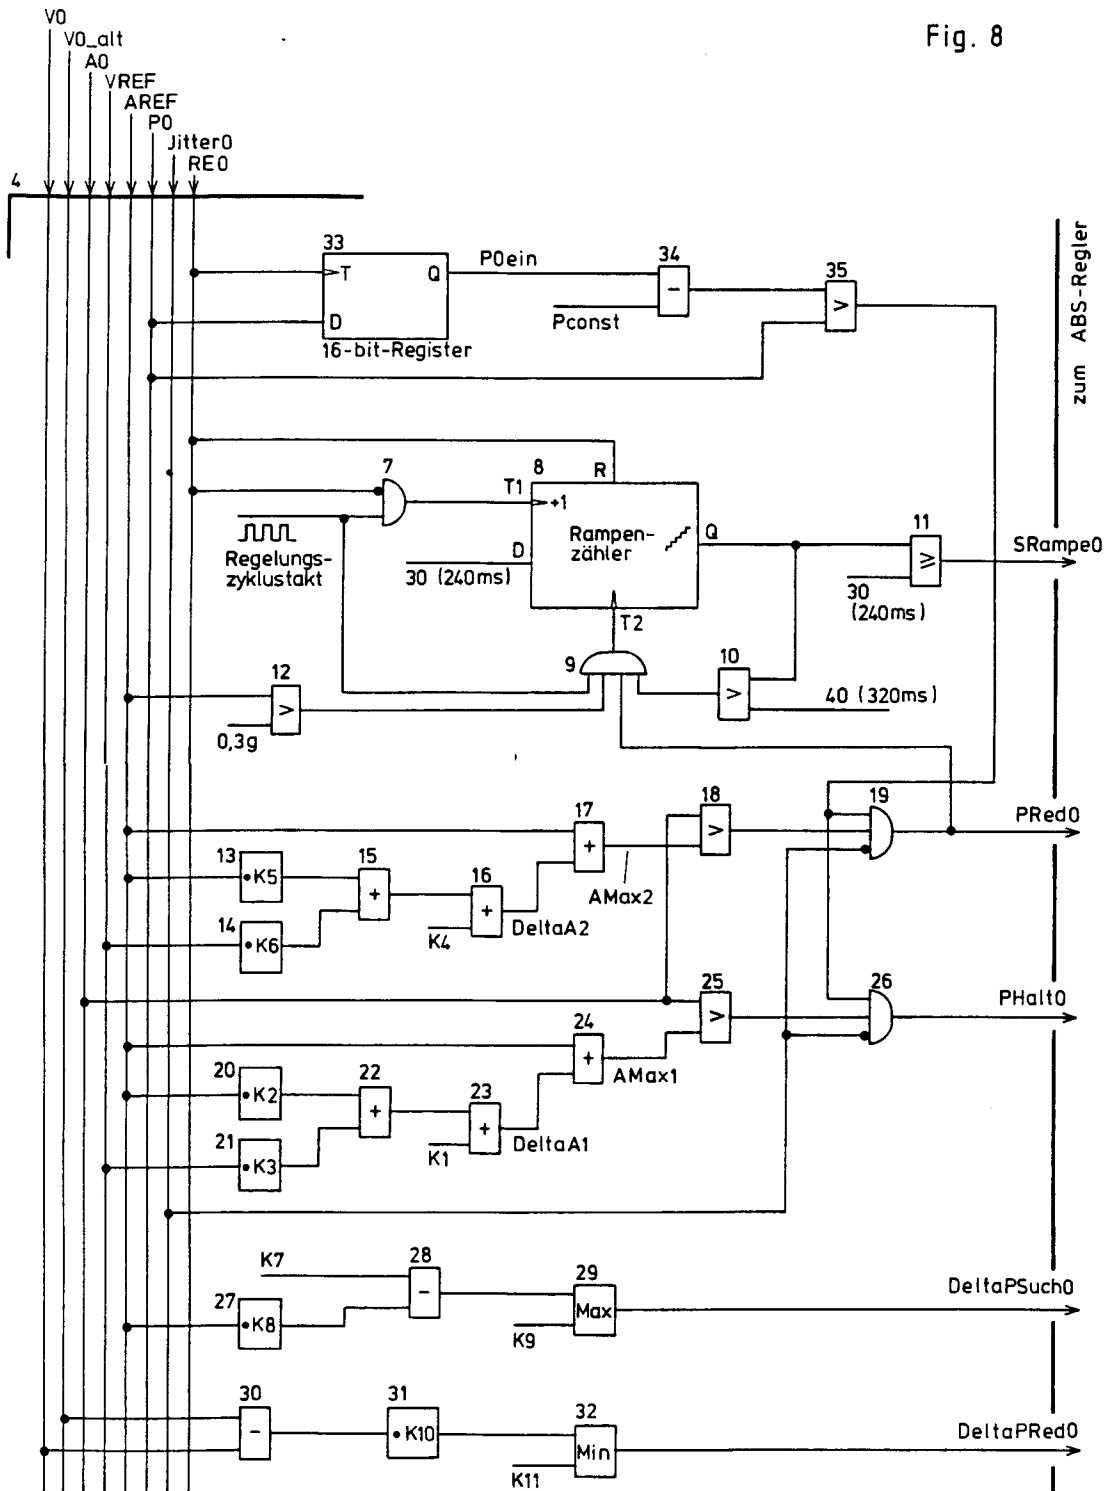 Fig. 8
V0
V0_alt
A0
VREF
AREF
P0
Jitter0
RE0
4
zum ABS-Regler
33
T
Q
D
16-bit-Register
P0ein
34
-
Pconst
35
>
7
Regelungs-
zyklustakt
8
R
T1
+1
Rampen-
zähler
Q
D
30 (240ms)
T2
11
≥
30
(240ms)
SRampe0
9
10
>
40 (320ms)
12
>
0,3g
13
•K5
14
•K6
15
+
16
+
K4
DeltaA2
17
+
AMax2
18
>
19
PRed0
20
•K2
21
•K3
22
+
23
+
K1
DeltaA1
24
+
AMax1
25
>
26
PHalt0
K7
27
•K8
28
-
29
Max
K9
DeltaPSuch0
30
-
31
•K10
32
Min
K11
DeltaPRed0